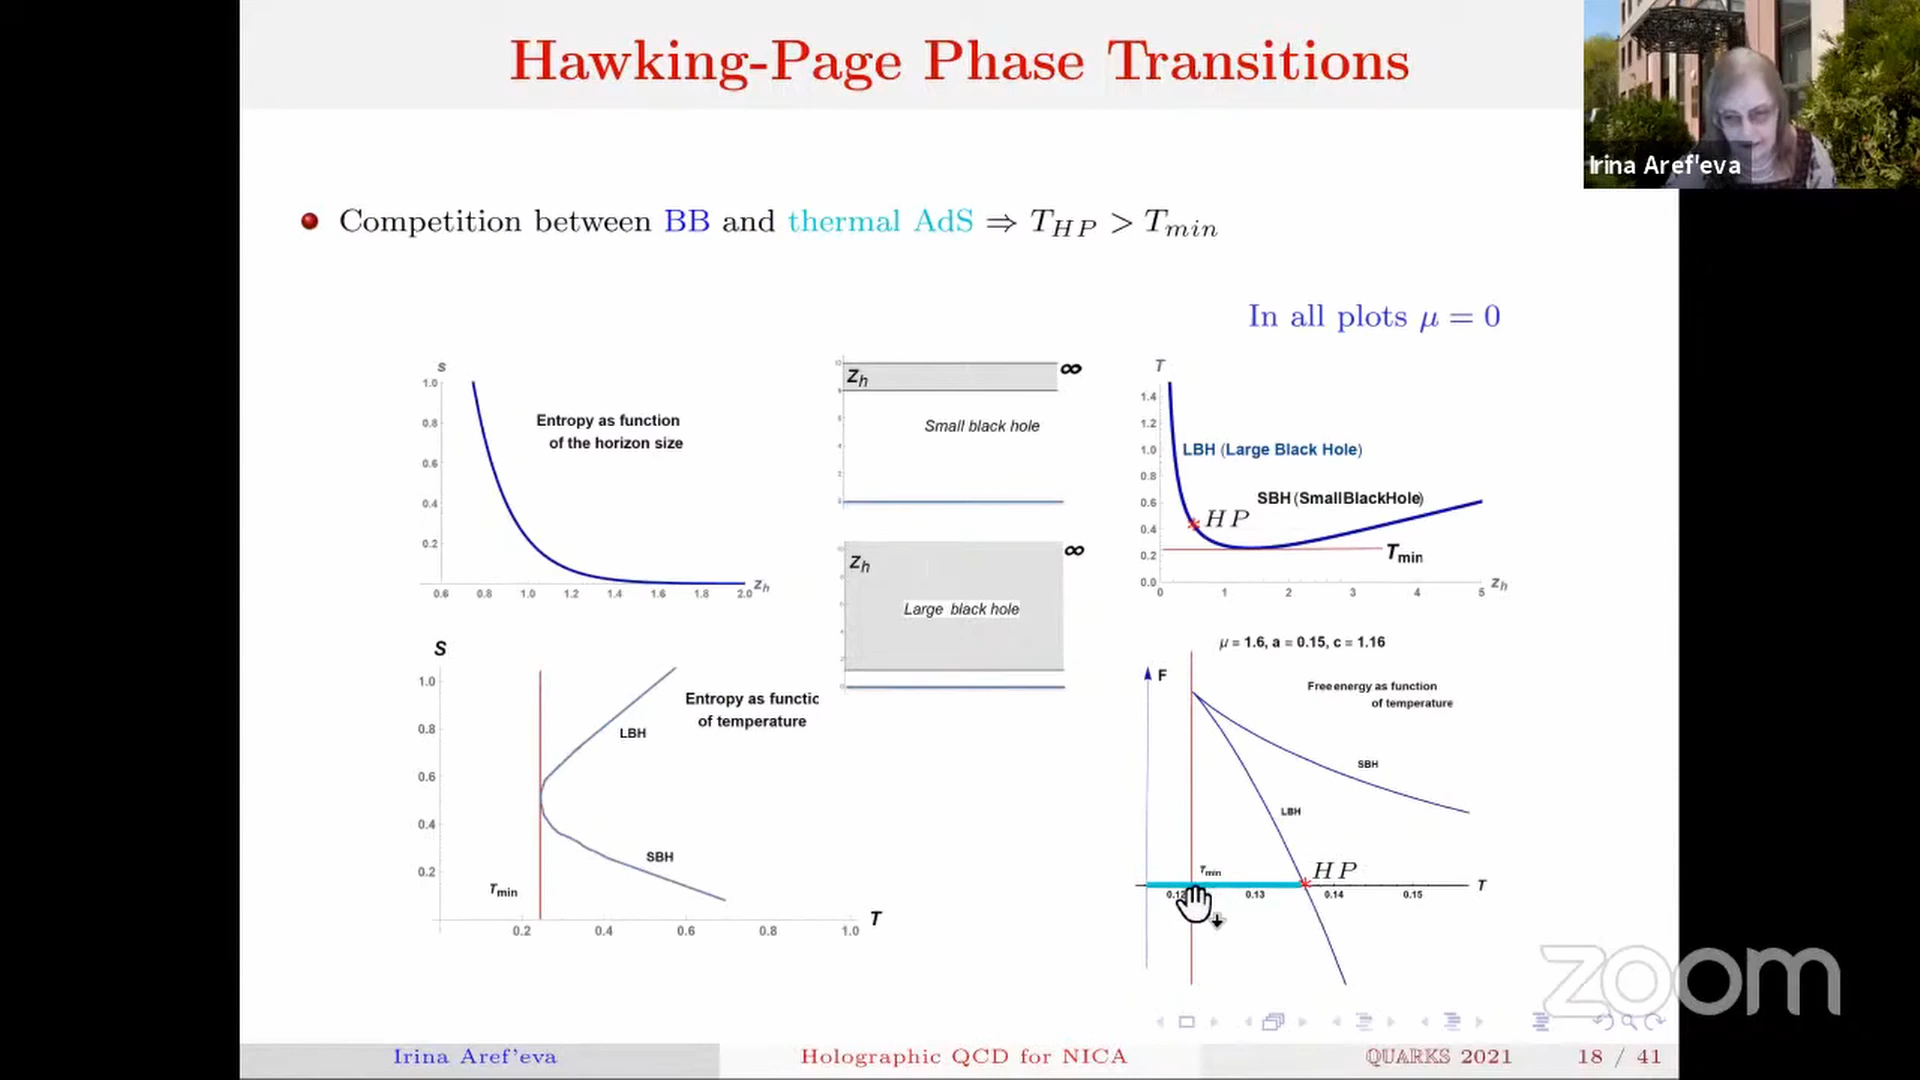 Hawking-Page Phase Transitions
Irina Aref'eva
Competition between BB and thermal AdS ⇒ T_HP > T_min
In all plots μ = 0
s
1.0
0.8
0.6
0.4
0.2
0.6 0.8 1.0 1.2 1.4 1.6 1.8 2.0 z_h
Entropy as function
of the horizon size
z_h ∞
Small black hole
z_h ∞
Large black hole
T
1.4
1.2
1.0
0.8
0.6
0.4
0.2
0.0
0 1 2 3 4 5 z_h
LBH (Large Black Hole)
SBH (SmallBlackHole)
HP
T_min
S
1.0
0.8
0.6
0.4
0.2
0.2 0.4 0.6 0.8 1.0 T
Entropy as functic
of temperature
LBH
SBH
T_min
μ = 1.6, a = 0.15, c = 1.16
F
Freeenergy as function
of temperature
SBH
LBH
HP
T_min
0.12 0.13 0.14 0.15 T
zoom
Irina Aref'eva Holographic QCD for NICA QUARKS 2021 18 / 41